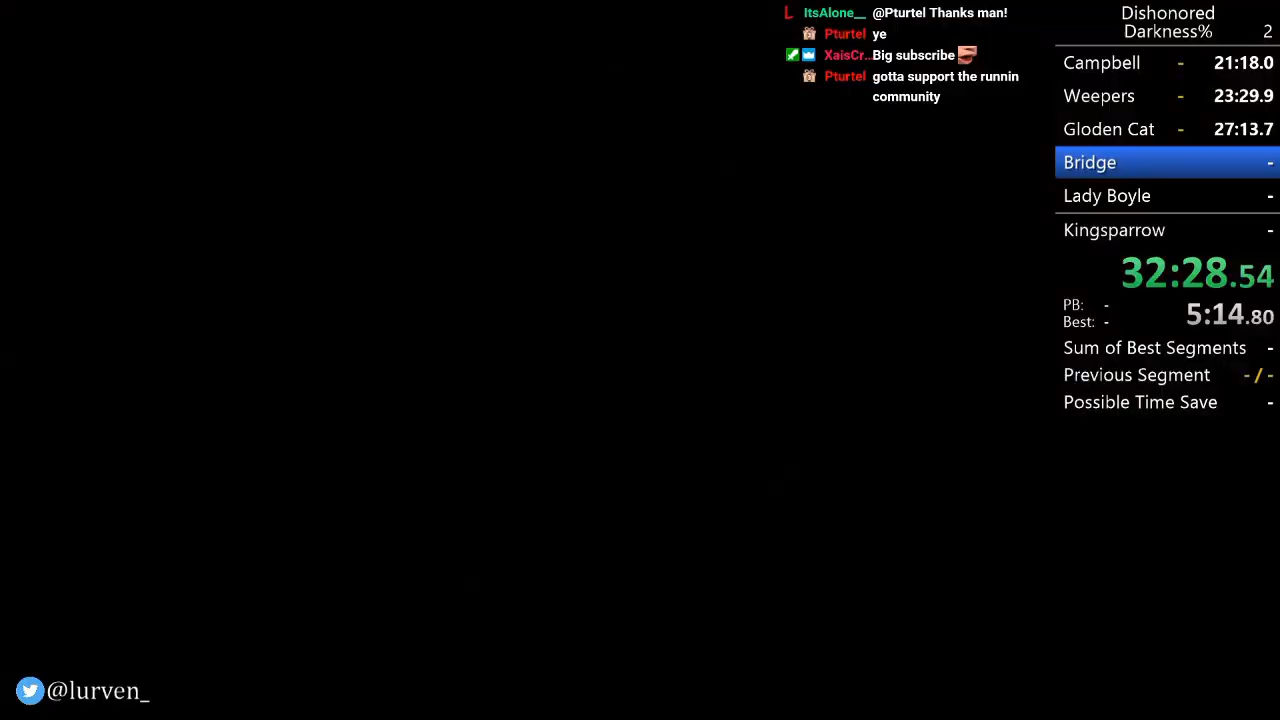 ItsAlone__ @Pturtel Thanks man!
Pturtel ye
XaisCr.. Big subscribe
Pturtel gotta support the runnin
community
Dishonored
Darkness% 2
Campbell - 21:18.0
Weepers - 23:29.9
Gloden Cat - 27:13.7
Bridge -
Lady Boyle -
Kingsparrow -
32:28.54
PB: - 5:14.80
Best: -
Sum of Best Segments -
Previous Segment - / -
Possible Time Save -
@lurven_